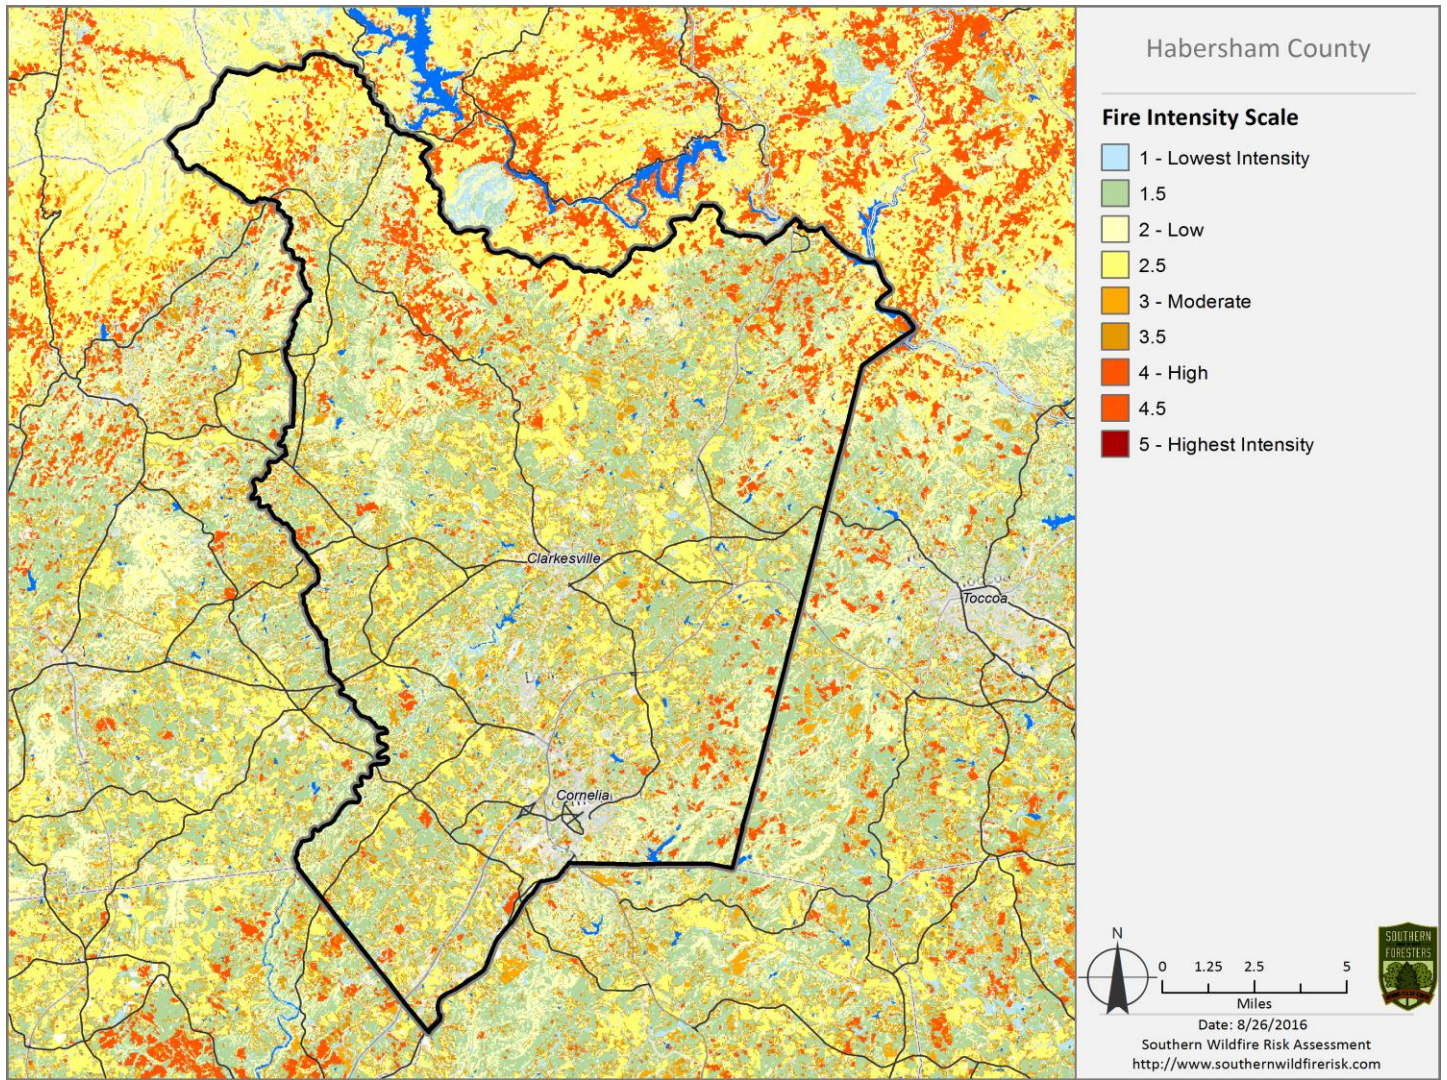 Habersham County
Fire Intensity Scale
1 - Lowest Intensity
1.5
2 - Low
2.5
3 - Moderate
3.5
4 - High
4.5
5 - Highest Intensity
Clarkesville
Toccoa
Cornelia
N
0 1.25 2.5 5
Miles
Date: 8/26/2016
Southern Wildfire Risk Assessment
http://www.southernwildfirerisk.com
SOUTHERN
FORESTERS